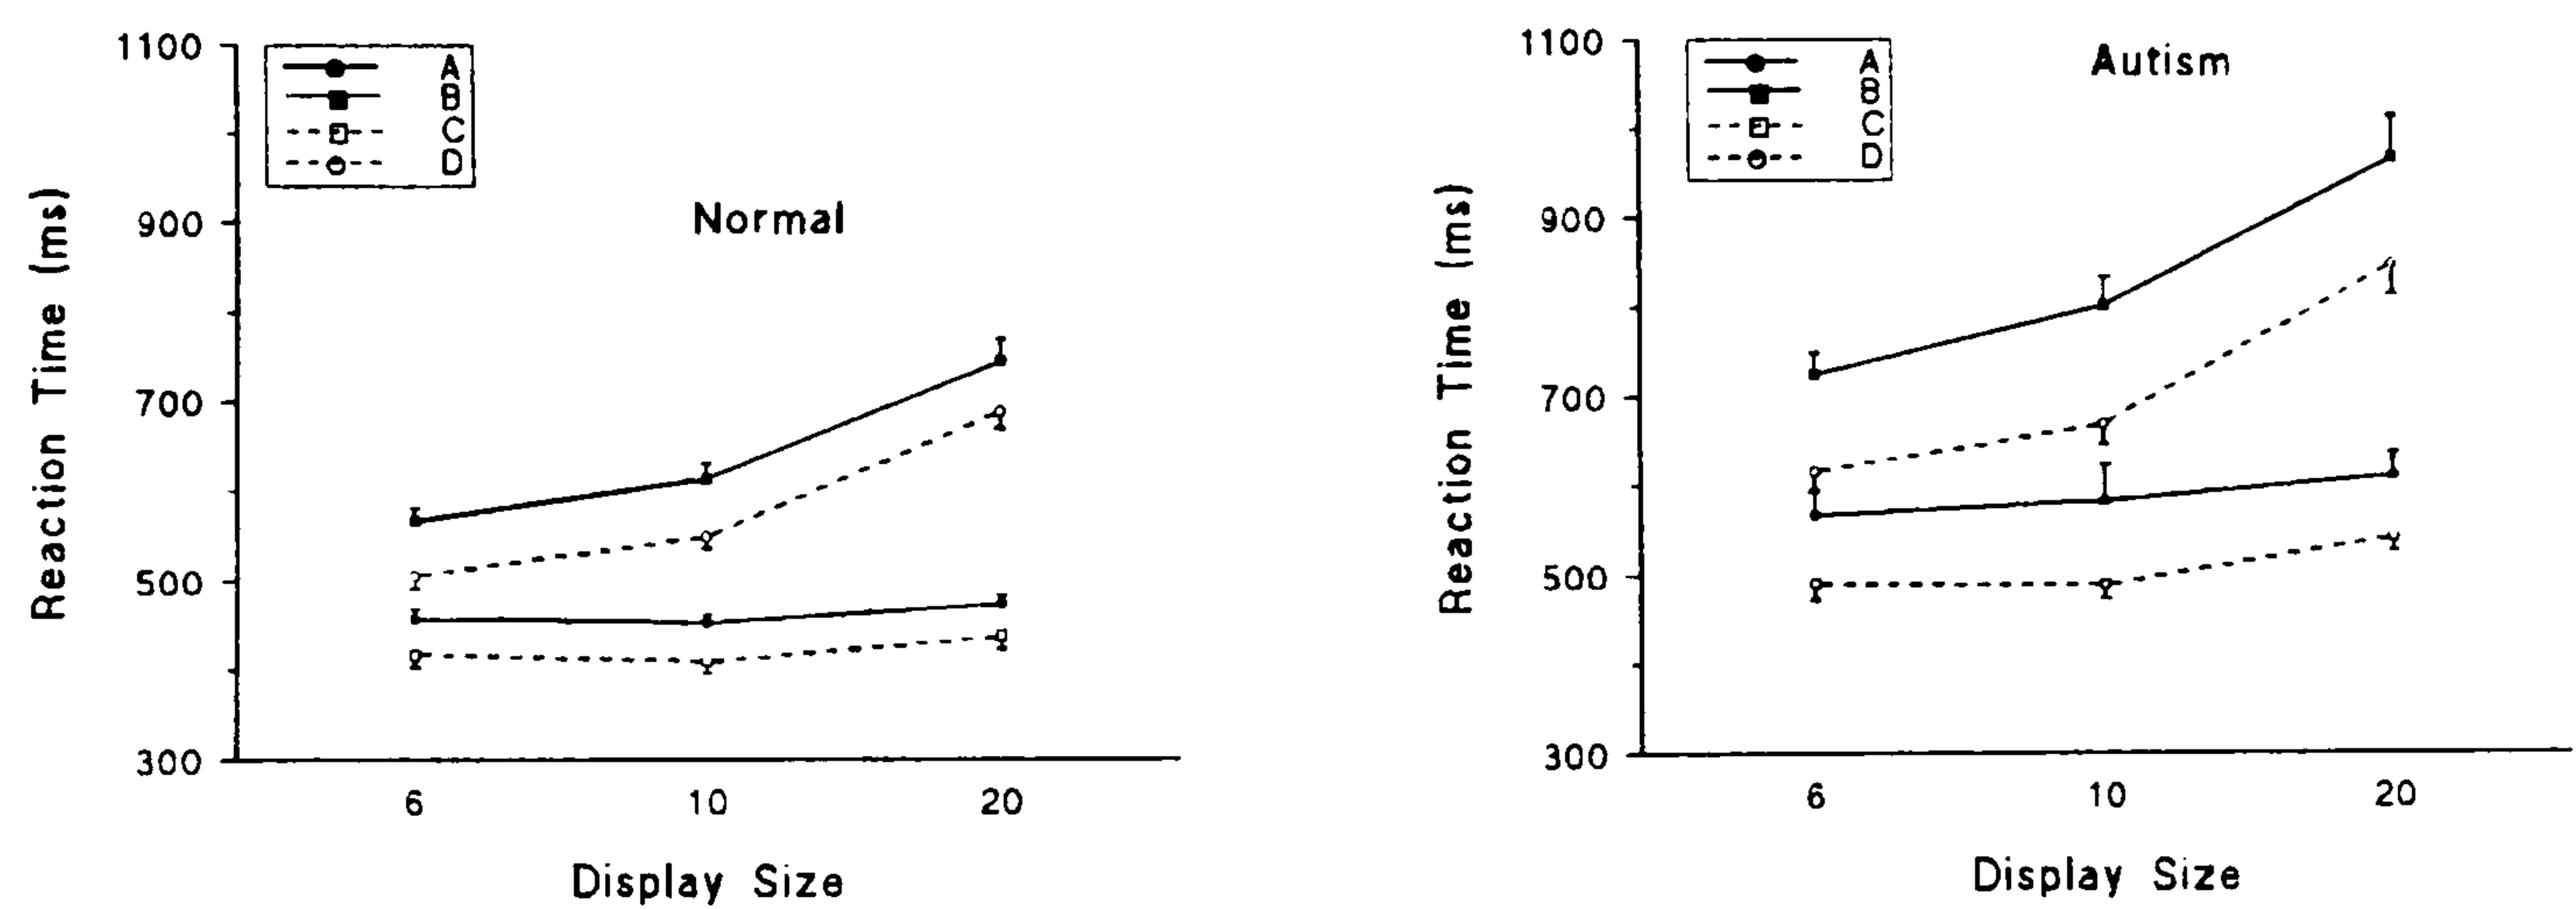 1100
A
B
C
D
900
Normal
700
500
300
6 10 20
Reaction Time (ms)
Display Size
1100
A
B
C
D
Autism
900
700
500
300
6 10 20
Reaction Time (ms)
Display Size